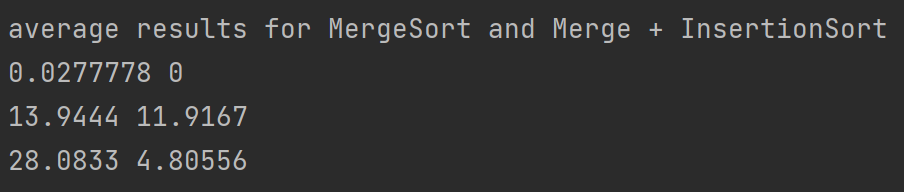 average results for MergeSort and Merge + InsertionSort
0.0277778 0
13.9444 11.9167
28.0833 4.80556